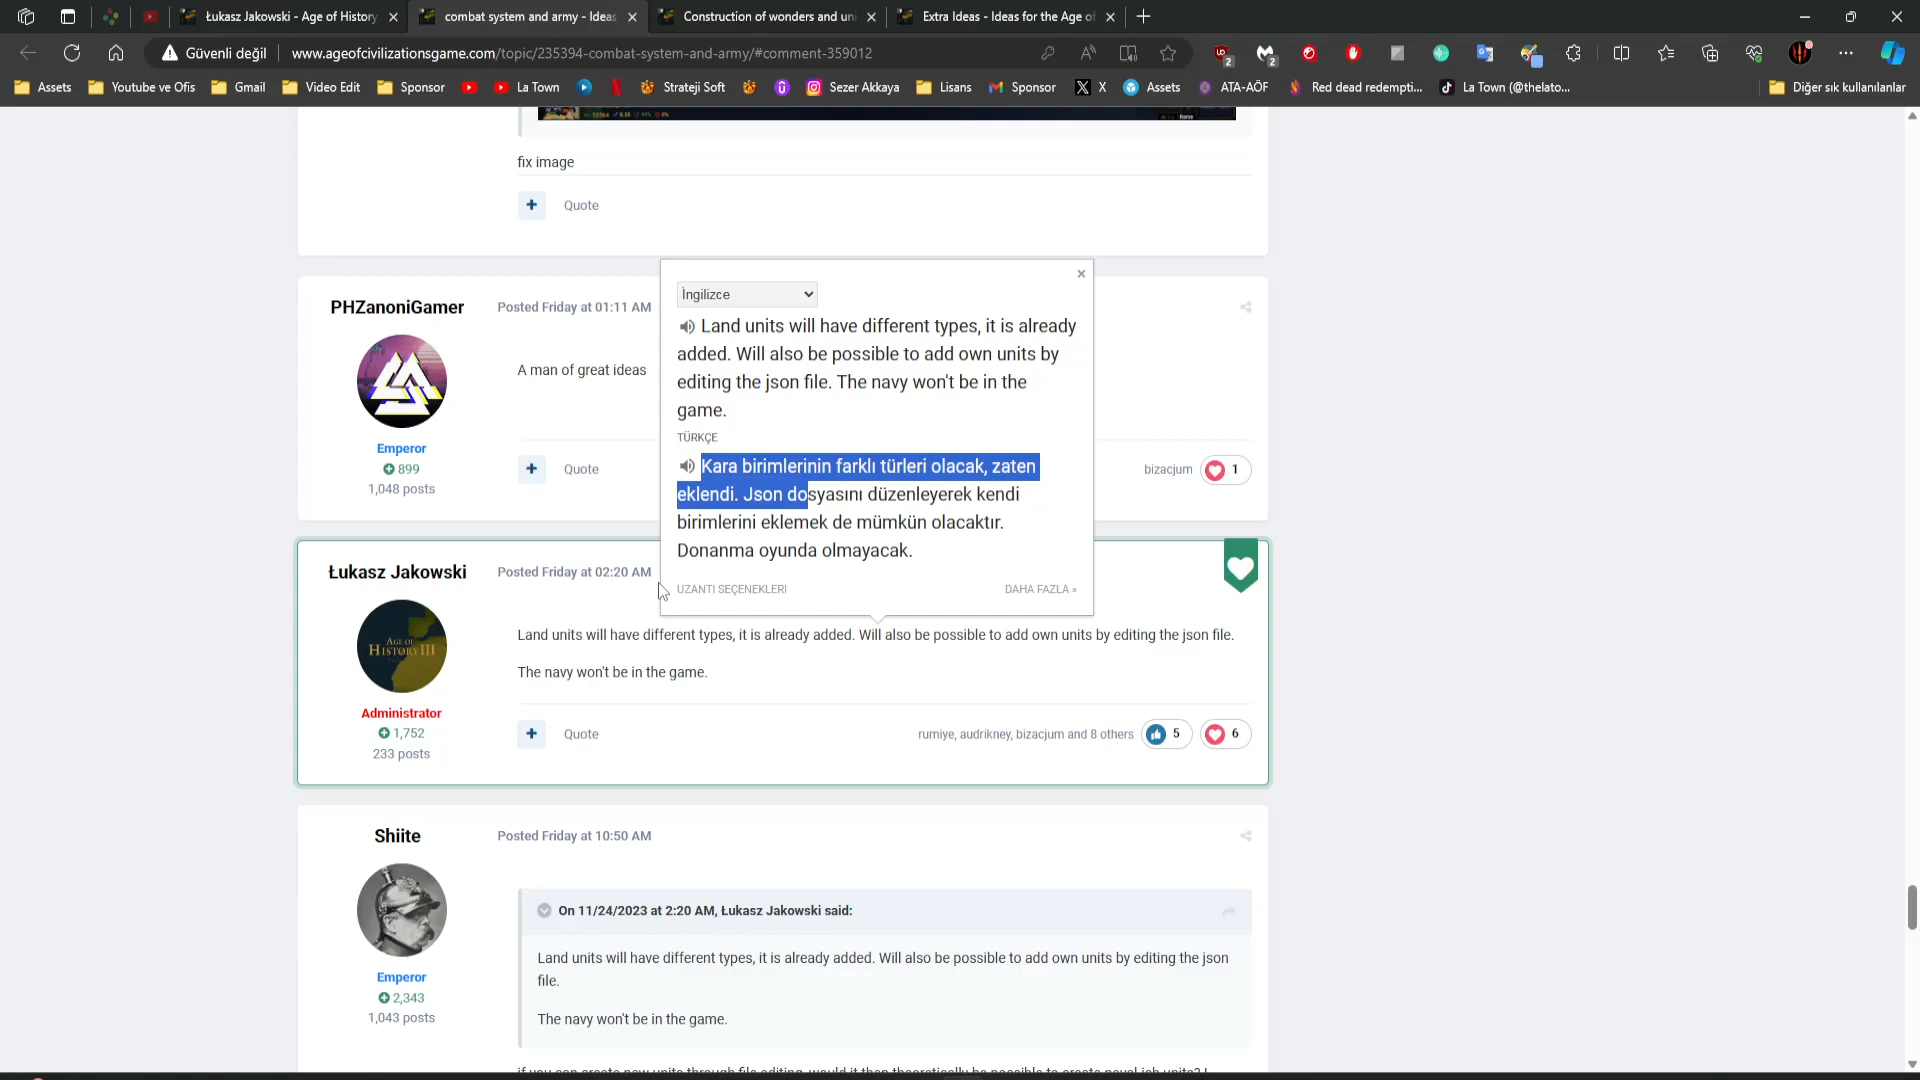 Łukasz Jakowski - Age of History
combat system and army - Ideas
Construction of wonders and uni
Extra Ideas - Ideas for the Age of
Güvenli değil
www.ageofcivilizationsgame.com/topic/235394-combat-system-and-army/#comment-359012
2
2
Assets
Youtube ve Ofis
Gmail
Video Edit
Sponsor
La Town
Strateji Soft
Sezer Akkaya
Lisans
Sponsor
X
Assets
ATA-AÖF
Red dead redempti...
La Town (@thelato...
Diğer sık kullanılanlar
fix image
+ Quote
PHZanoniGamer
Posted Friday at 01:11 AM
A man of great ideas
Emperor
899
1,048 posts
+ Quote
bizacjum 1
İngilizce
Land units will have different types, it is already
added. Will also be possible to add own units by
editing the json file. The navy won't be in the
game.
TÜRKÇE
Kara birimlerinin farklı türleri olacak, zaten
eklendi. Json dosyasını düzenleyerek kendi
birimlerini eklemek de mümkün olacaktır.
Donanma oyunda olmayacak.
UZANTI SEÇENEKLERİ
DAHA FAZLA »
Łukasz Jakowski
Posted Friday at 02:20 AM
AGE OF
HISTORY III
Land units will have different types, it is already added. Will also be possible to add own units by editing the json file.
The navy won't be in the game.
Administrator
1,752
233 posts
+ Quote
rumiye, audrikney, bizacjum and 8 others 5 6
Shiite
Posted Friday at 10:50 AM
On 11/24/2023 at 2:20 AM, Łukasz Jakowski said:
Land units will have different types, it is already added. Will also be possible to add own units by editing the json
file.
The navy won't be in the game.
Emperor
2,343
1,043 posts